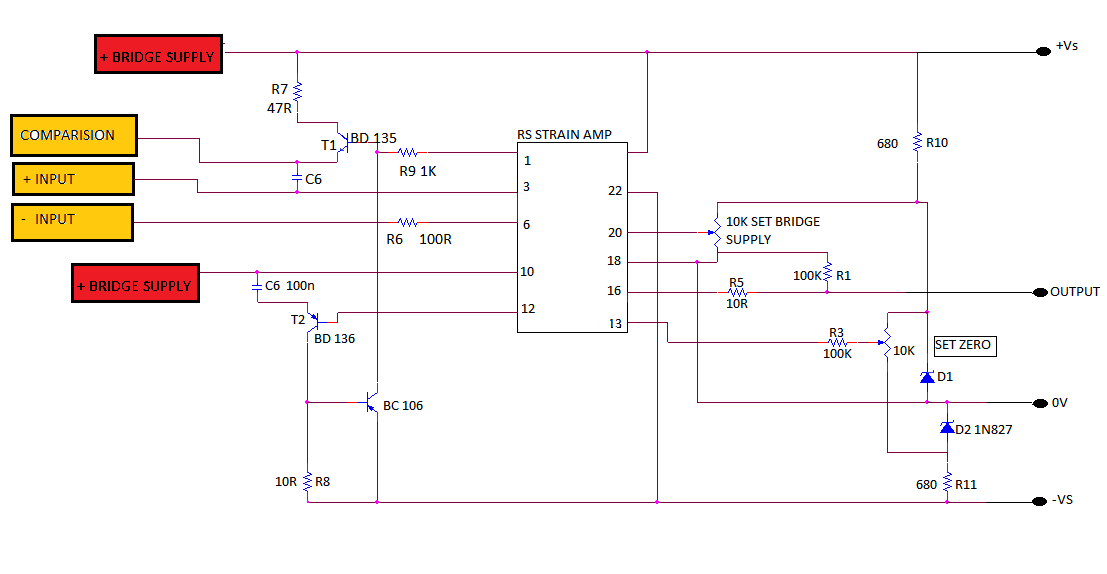 + BRIDGE SUPPLY
+Vs
R7
47R
COMPARISION
T1
BD 135
RS STRAIN AMP
680
R10
1
R9 1K
+ INPUT
C6
3
22
- INPUT
R6 100R
6
20
10K SET BRIDGE
SUPPLY
18
+ BRIDGE SUPPLY
C6 100n
10
100K
R1
R5
10R
16
OUTPUT
T2
12
13
BD 136
R3
100K
10K
SET ZERO
D1
BC 106
0V
D2 1N827
10R
R8
680
R11
-VS